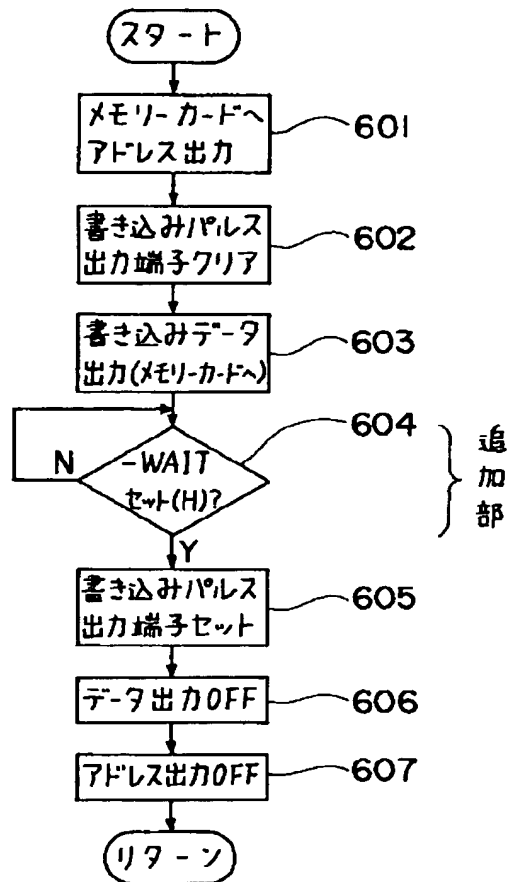 スタート
メモリーカードへ
アドレス出力
601
書き込みパルス
出力端子クリア
602
書き込みデータ
出力(メモリーカードへ)
603
604
N
-WAIT
セット(H)?
追
加
部
Y
書き込みパルス
出力端子セット
605
データ出力OFF
606
アドレス出力OFF
607
リターン